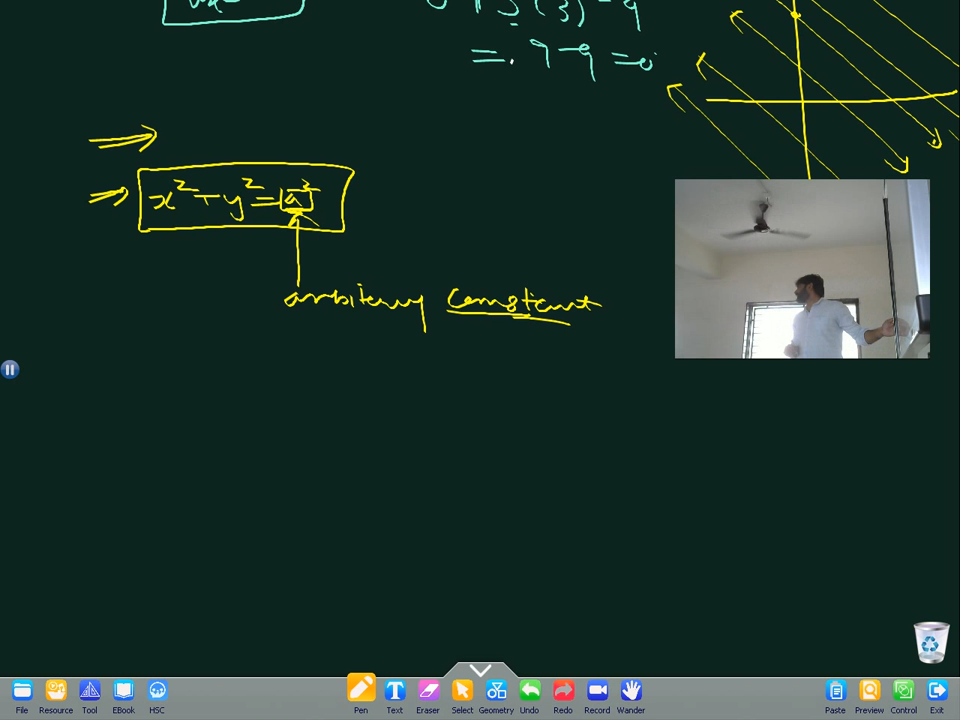 = 9 - 9 = 0
⇒
⇒ x² + y² = a²
arbitery constant
File Resource Tool EBook HSC Pen Text Eraser Select Geometry Undo Redo Record Wander Paste Preview Control Exit